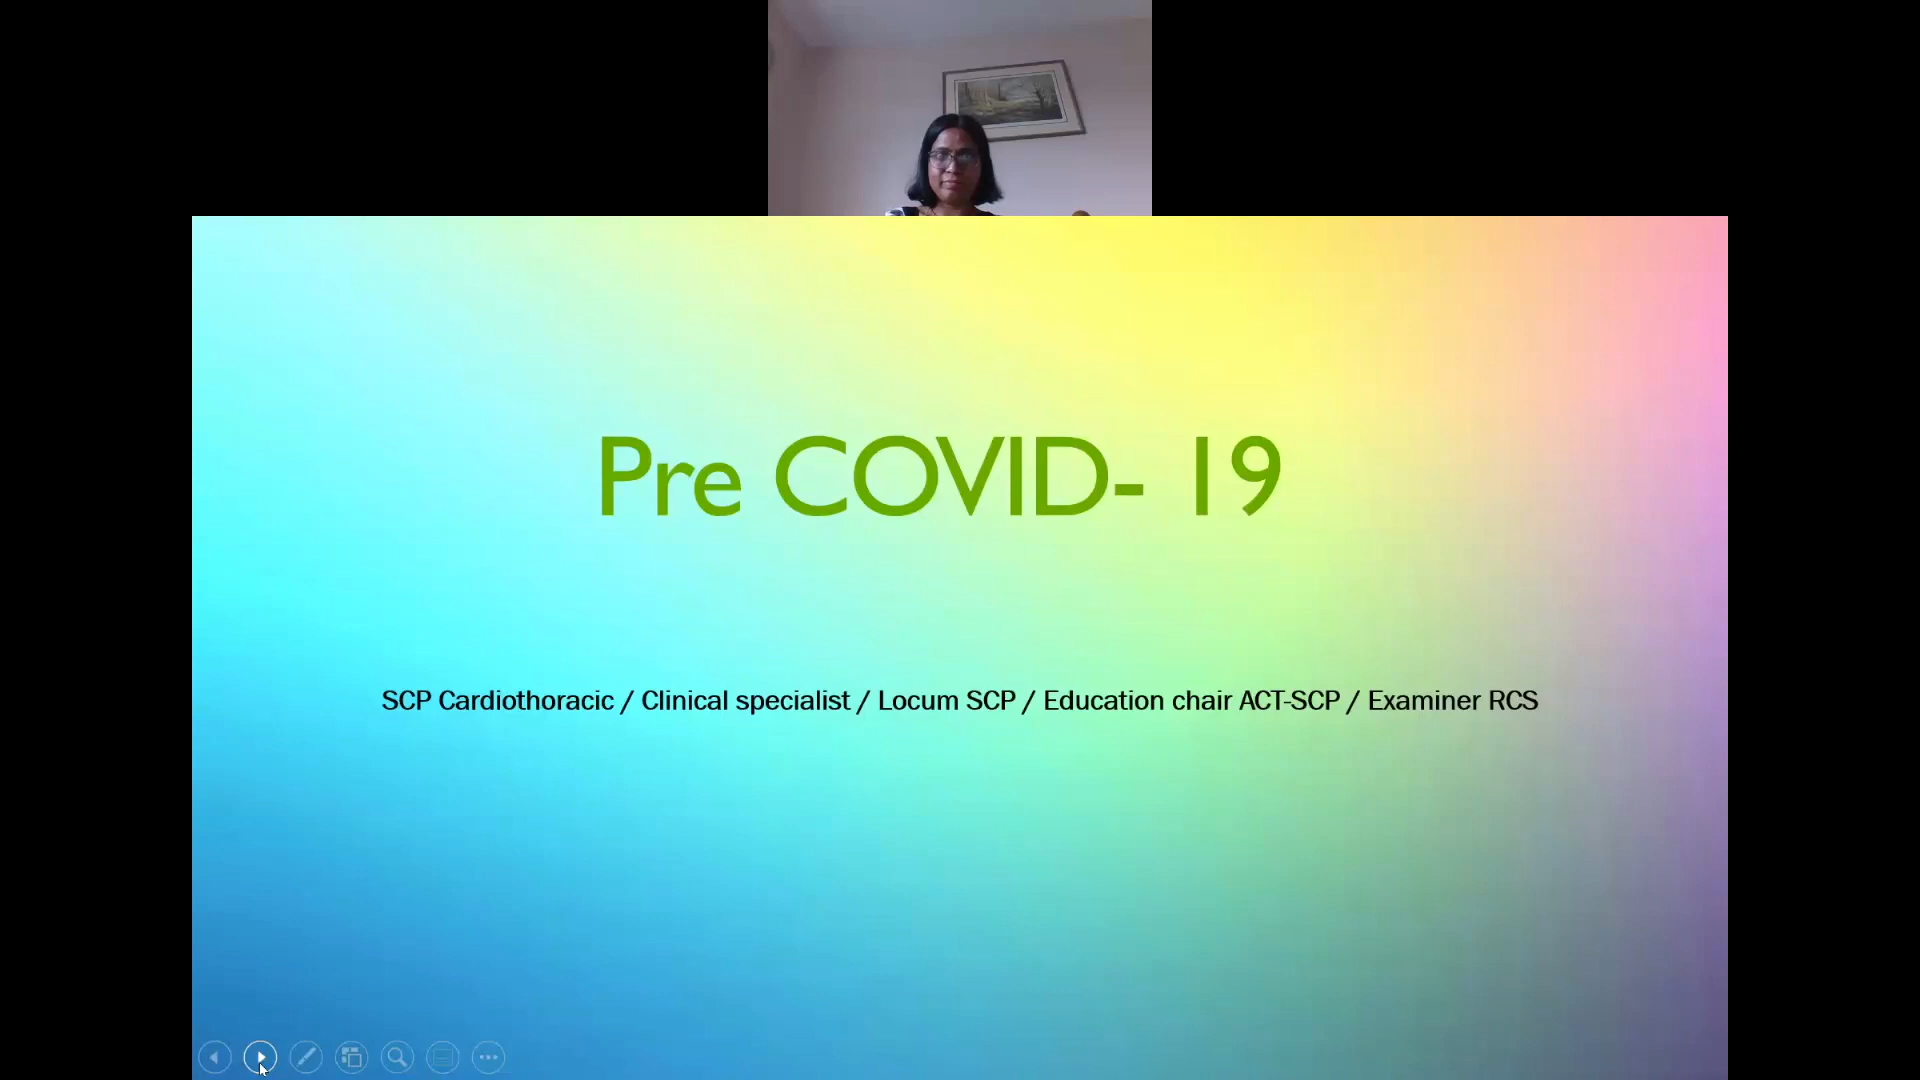 Pre COVID- 19
SCP Cardiothoracic / Clinical specialist / Locum SCP / Education chair ACT-SCP / Examiner RCS